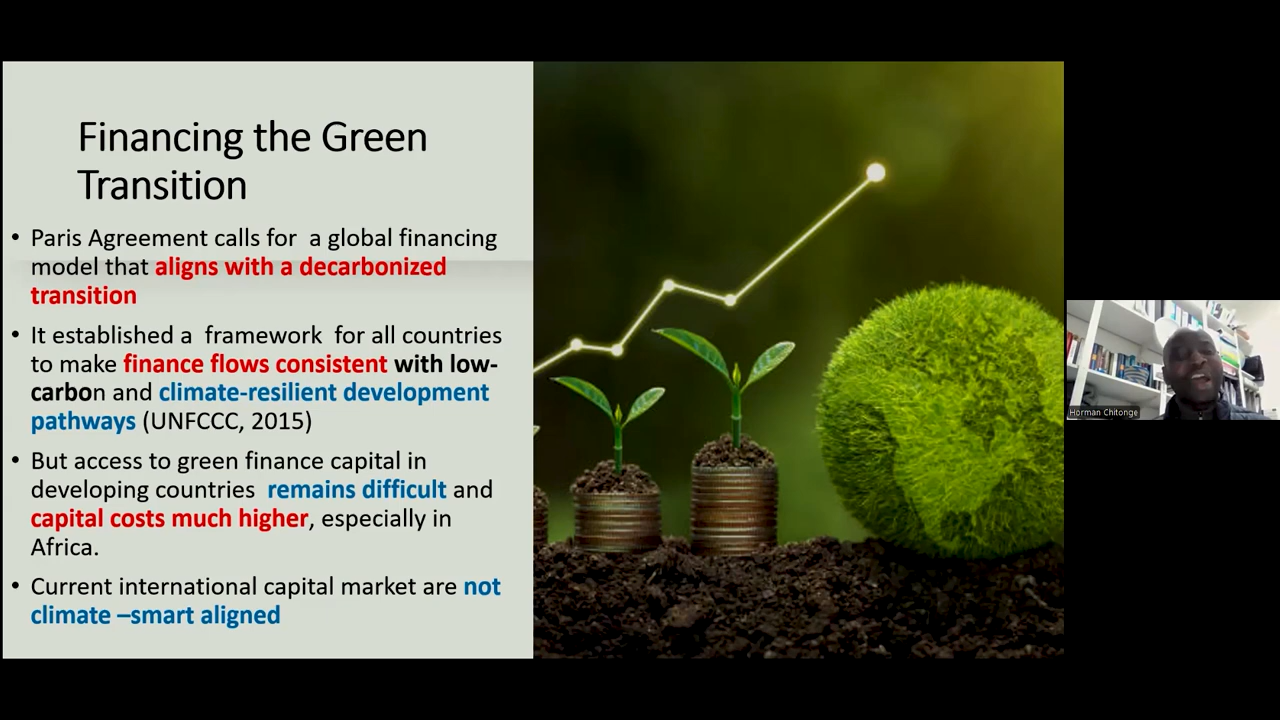 Financing the Green
Transition
• Paris Agreement calls for  a global financing
model that aligns with a decarbonized
transition
• It established a  framework  for all countries
to make finance flows consistent with low-
carbon and climate-resilient development
pathways (UNFCCC, 2015)
• But access to green finance capital in
developing countries  remains difficult and
capital costs much higher, especially in
Africa.
• Current international capital market are not
climate –smart aligned
Horman Chitonge